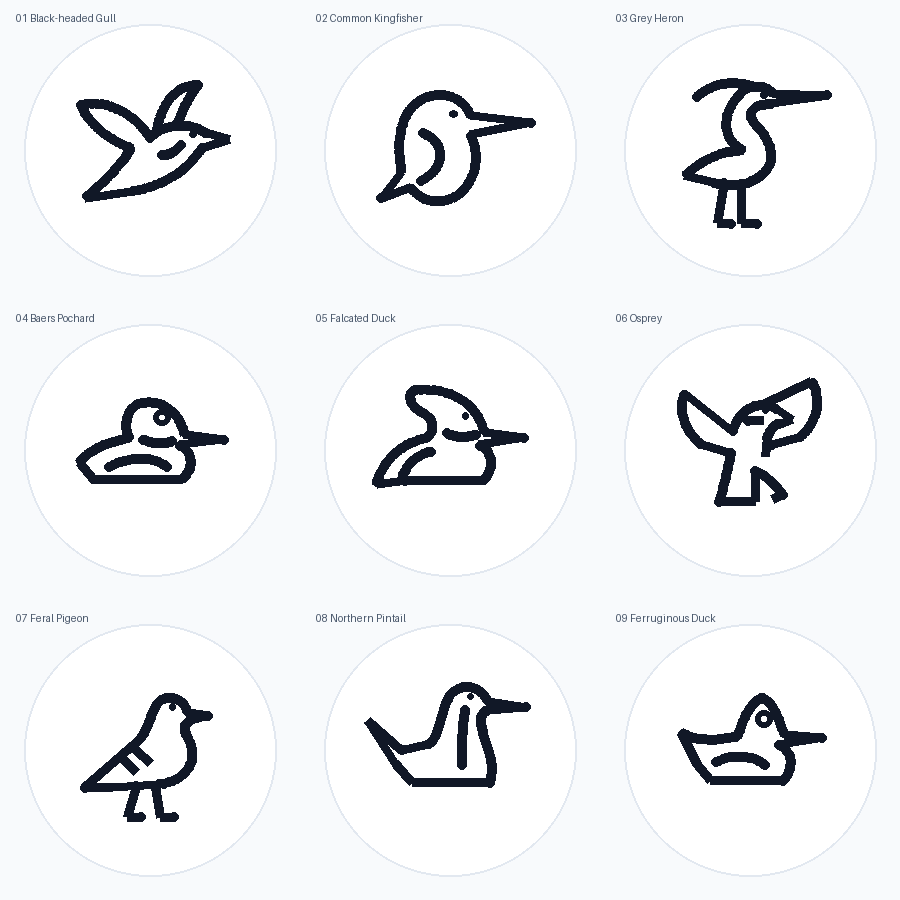 01 Black-headed Gull
02 Common Kingfisher
03 Grey Heron
04 Baers Pochard
05 Falcated Duck
06 Osprey
07 Feral Pigeon
08 Northern Pintail
09 Ferruginous Duck